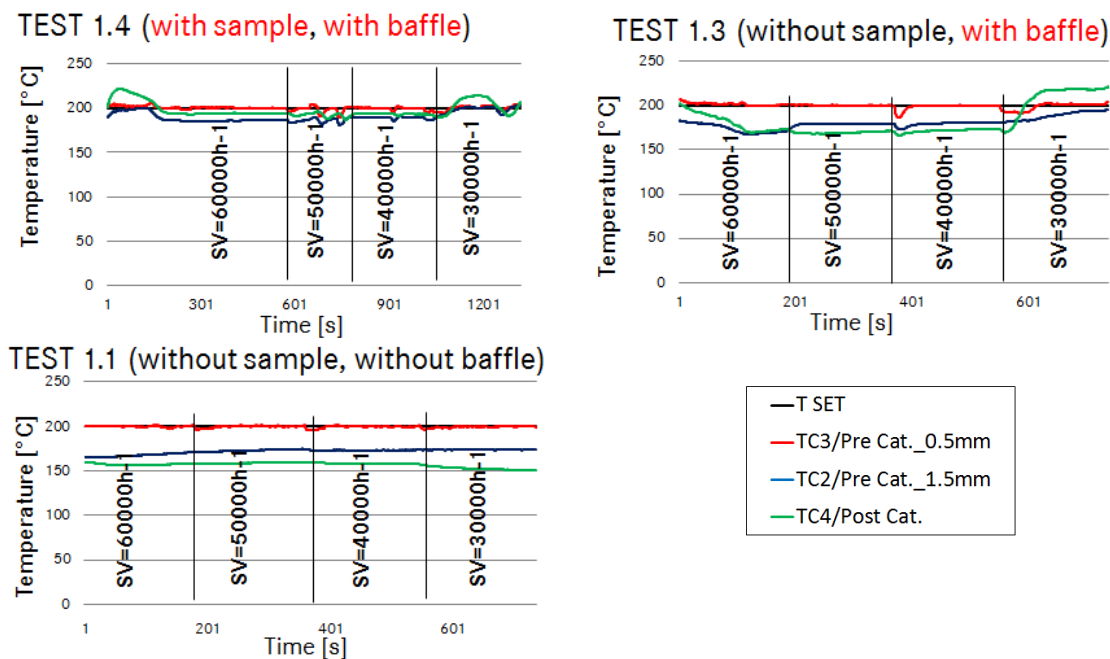 TEST 1.4 (with sample, with baffle)
Temperature [°C]
250
200
150
100
50
0
SV=60000h-1
SV=50000h-1
SV=40000h-1
SV=30000h-1
1 301 601 901 1201
Time [s]
TEST 1.3 (without sample, with baffle)
Temperature [°C]
250
200
150
100
50
0
SV=60000h-1
SV=50000h-1
SV=40000h-1
SV=30000h-1
1 201 401 601
Time [s]
TEST 1.1 (without sample, without baffle)
Temperature [°C]
250
200
150
100
50
0
SV=60000h-1
SV=50000h-1
SV=40000h-1
SV=30000h-1
1 201 401 601
Time [s]
T SET
TC3/Pre Cat._0.5mm
TC2/Pre Cat._1.5mm
TC4/Post Cat.